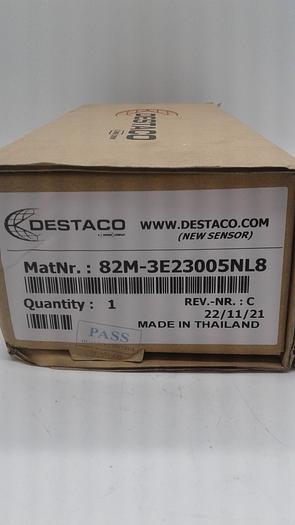 DESTACO
DESTACO WWW.DESTACO.COM
(NEW SENSOR)
MatNr. : 82M-3E23005NL8
Quantity : 1 REV.-NR. : C
22/11/21
MADE IN THAILAND
PASS